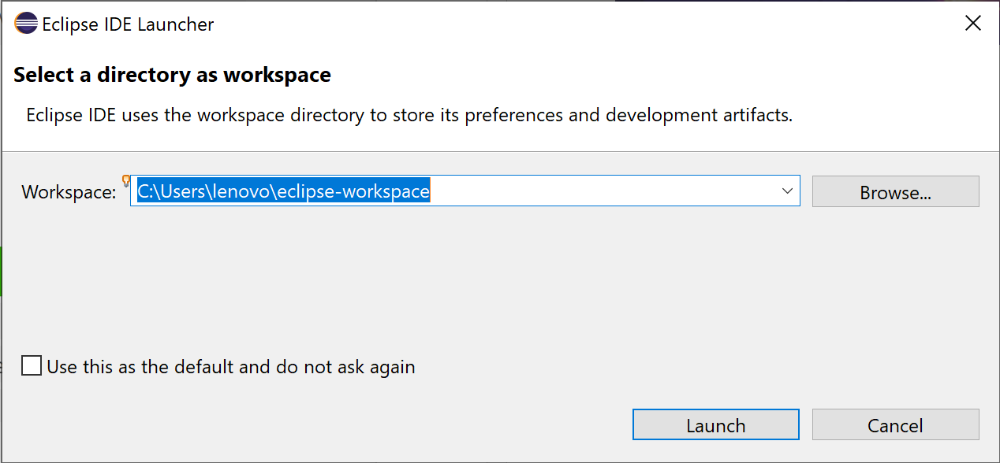 Eclipse IDE Launcher
Select a directory as workspace
Eclipse IDE uses the workspace directory to store its preferences and development artifacts.
Workspace: C:\Users\lenovo\eclipse-workspace Browse...
Use this as the default and do not ask again
Launch Cancel